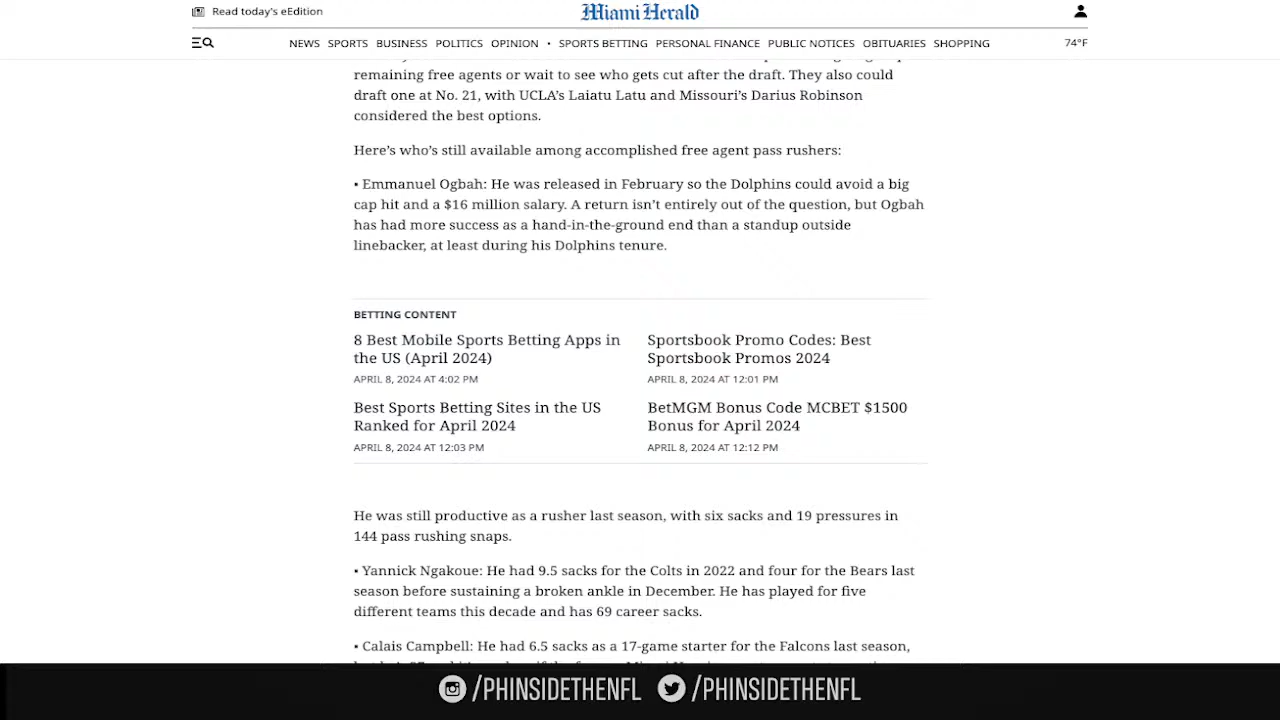 Read today's eEdition
Miami Herald
74°F
NEWS SPORTS BUSINESS POLITICS OPINION • SPORTS BETTING PERSONAL FINANCE PUBLIC NOTICES OBITUARIES SHOPPING
remaining free agents or wait to see who gets cut after the draft. They also could
draft one at No. 21, with UCLA’s Laiatu Latu and Missouri’s Darius Robinson
considered the best options.
Here’s who’s still available among accomplished free agent pass rushers:
▪ Emmanuel Ogbah: He was released in February so the Dolphins could avoid a big
cap hit and a $16 million salary. A return isn’t entirely out of the question, but Ogbah
has had more success as a hand-in-the-ground end than a standup outside
linebacker, at least during his Dolphins tenure.
BETTING CONTENT
8 Best Mobile Sports Betting Apps in
the US (April 2024)
APRIL 8, 2024 AT 4:02 PM
Sportsbook Promo Codes: Best
Sportsbook Promos 2024
APRIL 8, 2024 AT 12:01 PM
Best Sports Betting Sites in the US
Ranked for April 2024
APRIL 8, 2024 AT 12:03 PM
BetMGM Bonus Code MCBET $1500
Bonus for April 2024
APRIL 8, 2024 AT 12:12 PM
He was still productive as a rusher last season, with six sacks and 19 pressures in
144 pass rushing snaps.
▪ Yannick Ngakoue: He had 9.5 sacks for the Colts in 2022 and four for the Bears last
season before sustaining a broken ankle in December. He has played for five
different teams this decade and has 69 career sacks.
▪ Calais Campbell: He had 6.5 sacks as a 17-game starter for the Falcons last season,
/PHINSIDETHENFL /PHINSIDETHENFL